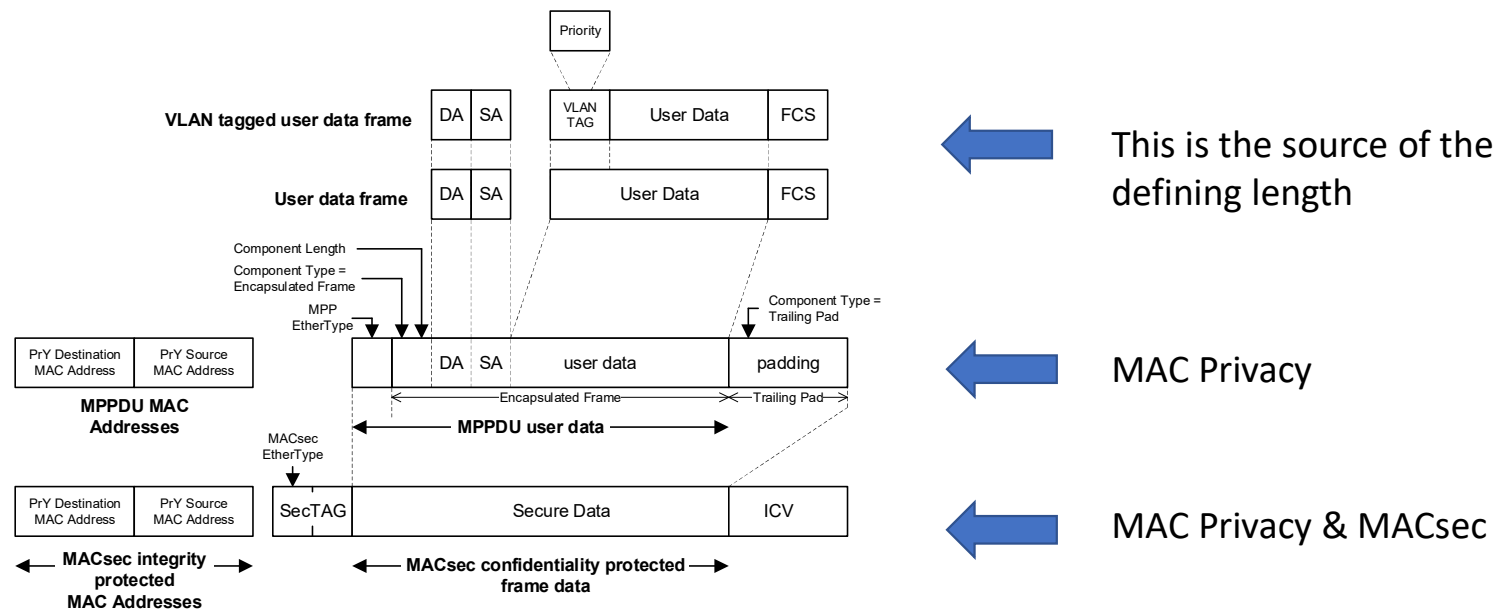 Priority
VLAN tagged user data frame
DA
SA
VLAN
TAG
User Data
FCS
This is the source of the
defining length
User data frame
DA
SA
User Data
FCS
Component Length
Component Type =
Encapsulated Frame
MPP
EtherType
Component Type =
Trailing Pad
PrY Destination
MAC Address
PrY Source
MAC Address
DA
SA
user data
padding
MAC Privacy
Encapsulated Frame
Trailing Pad
MPPDU MAC
Addresses
MPPDU user data
MACsec
EtherType
PrY Destination
MAC Address
PrY Source
MAC Address
SecTAG
Secure Data
ICV
MAC Privacy & MACsec
MACsec integrity
protected
MAC Addresses
MACsec confidentiality protected
frame data